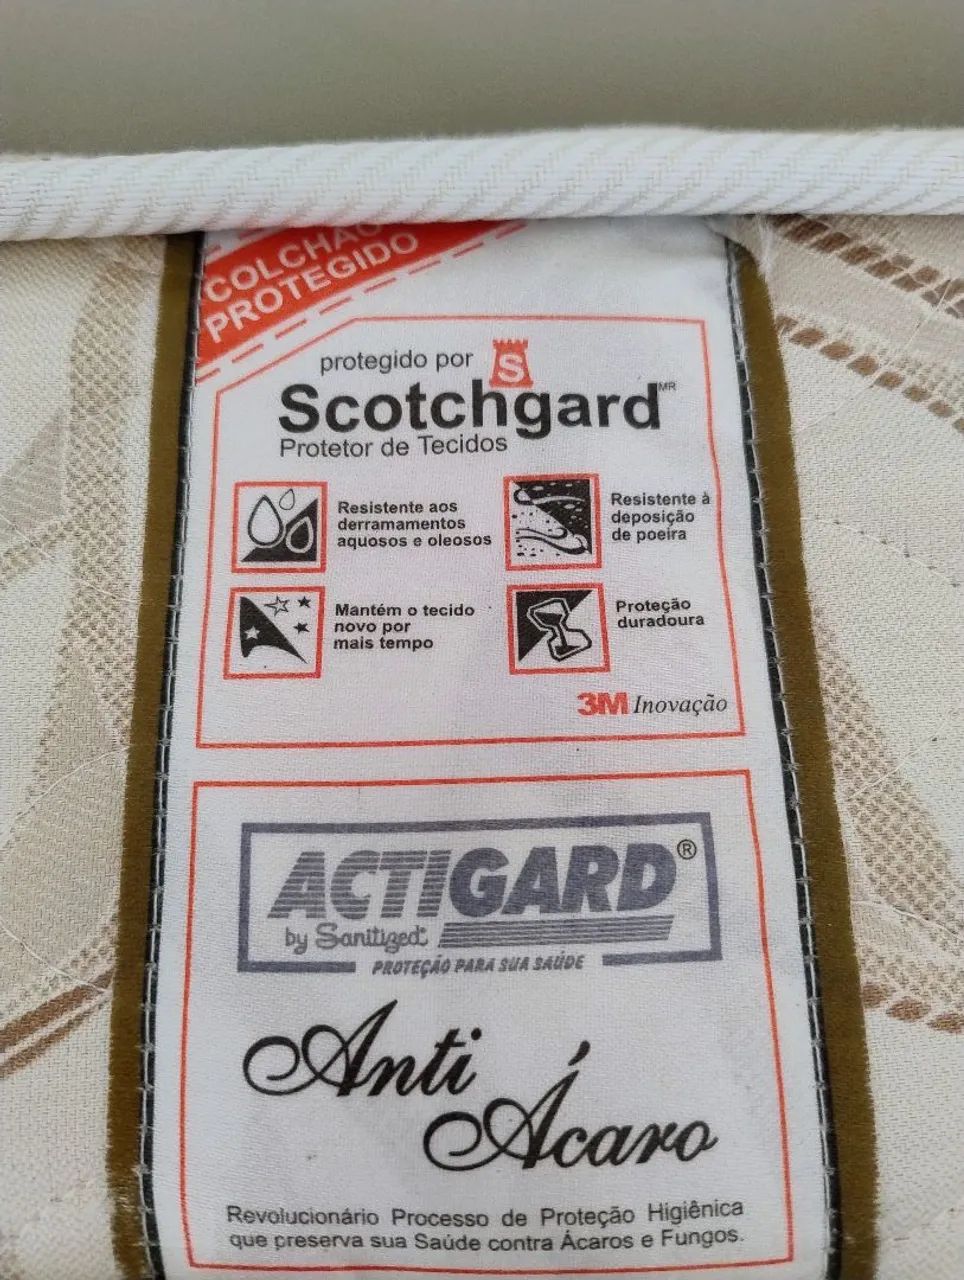 COLCHÃO
PROTEGIDO
protegido por S
Scotchgard MR
Protetor de Tecidos
Resistente aos
derramamentos
aquosos e oleosos
Resistente à
deposição
de poeira
Mantém o tecido
novo por
mais tempo
Proteção
duradoura
3M Inovação
ACTIGARD®
by Sanitized
PROTEÇÃO PARA SUA SAÚDE
Anti
Ácaro
Revolucionário Processo de Proteção Higiênica
que preserva sua Saúde contra Ácaros e Fungos.